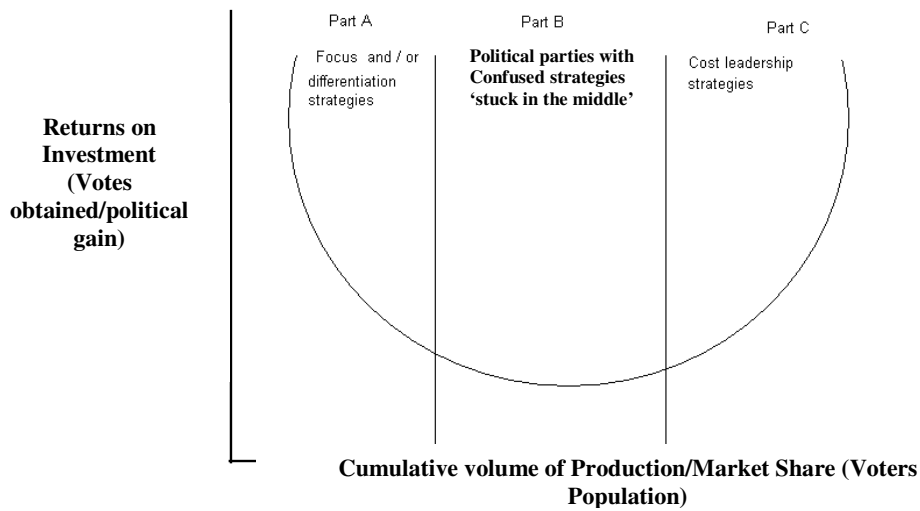 Part A
Part B
Part C
Focus and / or
differentiation
strategies
Political parties with
Confused strategies
‘stuck in the middle’
Cost leadership
strategies
Returns on
Investment
(Votes
obtained/political
gain)
Cumulative volume of Production/Market Share (Voters
Population)